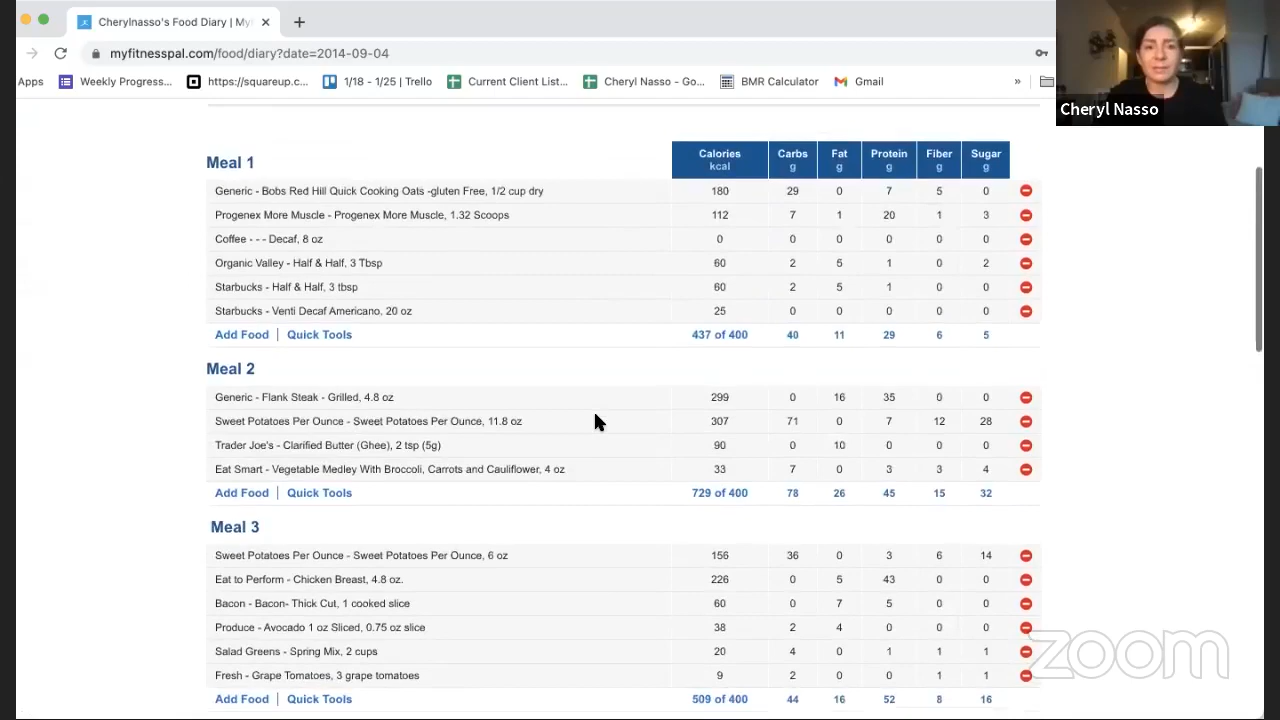 Cherylnasso's Food Diary | My
myfitnesspal.com/food/diary?date=2014-09-04
Apps Weekly Progress... https://squareup.c... 1/18 - 1/25 | Trello Current Client List... Cheryl Nasso - Go... BMR Calculator Gmail »
Cheryl Nasso
Meal 1 Calories kcal Carbs g Fat g Protein g Fiber g Sugar g
Generic - Bobs Red Hill Quick Cooking Oats -gluten Free, 1/2 cup dry 180 29 0 7 5 0
Progenex More Muscle - Progenex More Muscle, 1.32 Scoops 112 7 1 20 1 3
Coffee - - - Decaf, 8 oz 0 0 0 0 0 0
Organic Valley - Half & Half, 3 Tbsp 60 2 5 1 0 2
Starbucks - Half & Half, 3 tbsp 60 2 5 1 0 0
Starbucks - Venti Decaf Americano, 20 oz 25 0 0 0 0 0
Add Food | Quick Tools 437 of 400 40 11 29 6 5
Meal 2
Generic - Flank Steak - Grilled, 4.8 oz 299 0 16 35 0 0
Sweet Potatoes Per Ounce - Sweet Potatoes Per Ounce, 11.8 oz 307 71 0 7 12 28
Trader Joe's - Clarified Butter (Ghee), 2 tsp (5g) 90 0 10 0 0 0
Eat Smart - Vegetable Medley With Broccoli, Carrots and Cauliflower, 4 oz 33 7 0 3 3 4
Add Food | Quick Tools 729 of 400 78 26 45 15 32
Meal 3
Sweet Potatoes Per Ounce - Sweet Potatoes Per Ounce, 6 oz 156 36 0 3 6 14
Eat to Perform - Chicken Breast, 4.8 oz. 226 0 5 43 0 0
Bacon - Bacon- Thick Cut, 1 cooked slice 60 0 7 5 0 0
Produce - Avocado 1 oz Sliced, 0.75 oz slice 38 2 4 0 0 0
Salad Greens - Spring Mix, 2 cups 20 4 0 1 1 1
Fresh - Grape Tomatoes, 3 grape tomatoes 9 2 0 0 1 1
Add Food | Quick Tools 509 of 400 44 16 52 8 16
zoom